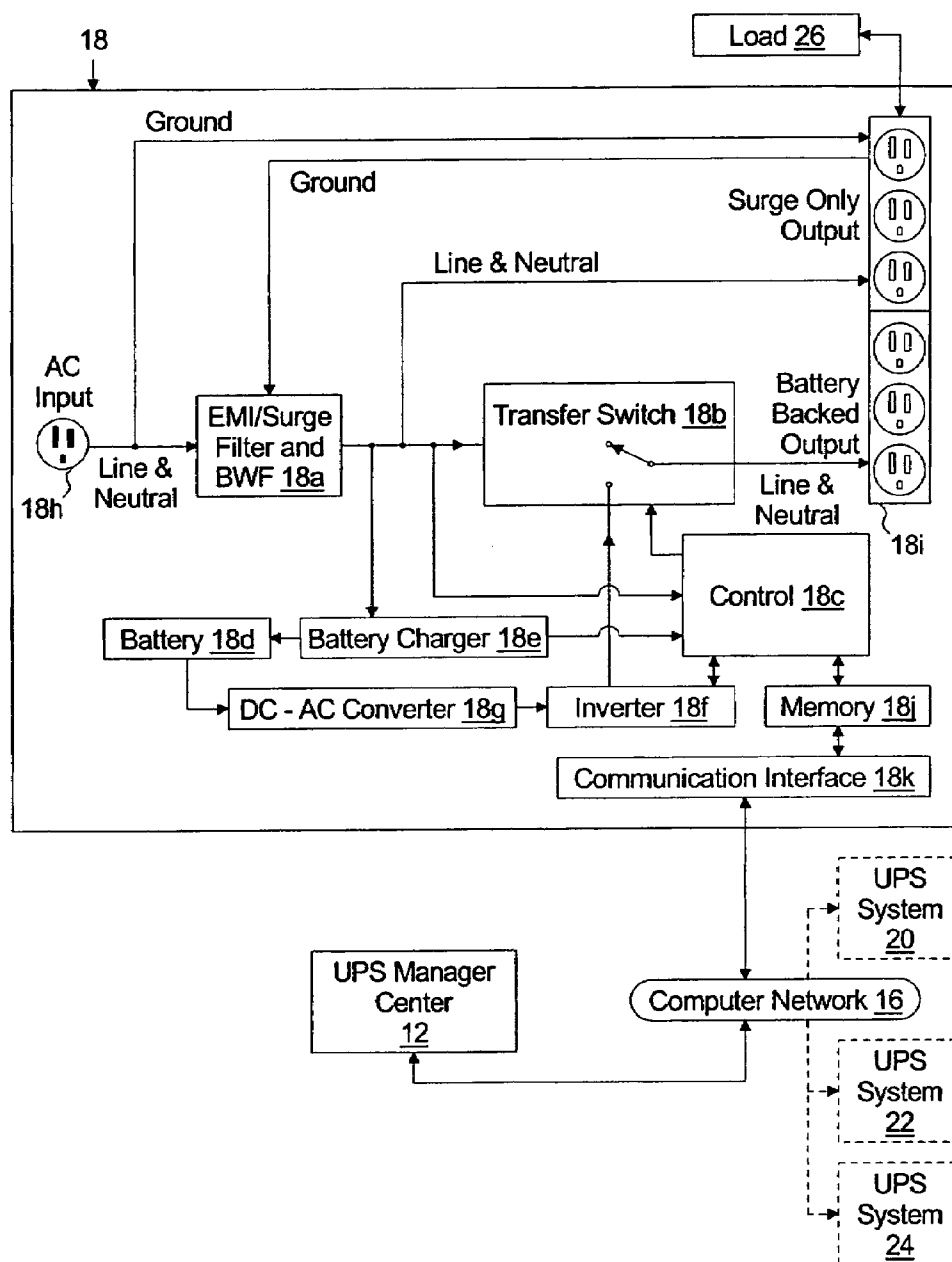 18
Load 26
Ground
Ground
Surge Only
Output
Line & Neutral
AC
Input
EMI/Surge
Filter and
BWF 18a
Transfer Switch 18b
Battery
Backed
Output
Line &
Neutral
18h
Line &
Neutral
18i
Control 18c
Battery 18d
Battery Charger 18e
DC - AC Converter 18g
Inverter 18f
Memory 18j
Communication Interface 18k
UPS
System
20
UPS Manager
Center
12
Computer Network 16
UPS
System
22
UPS
System
24